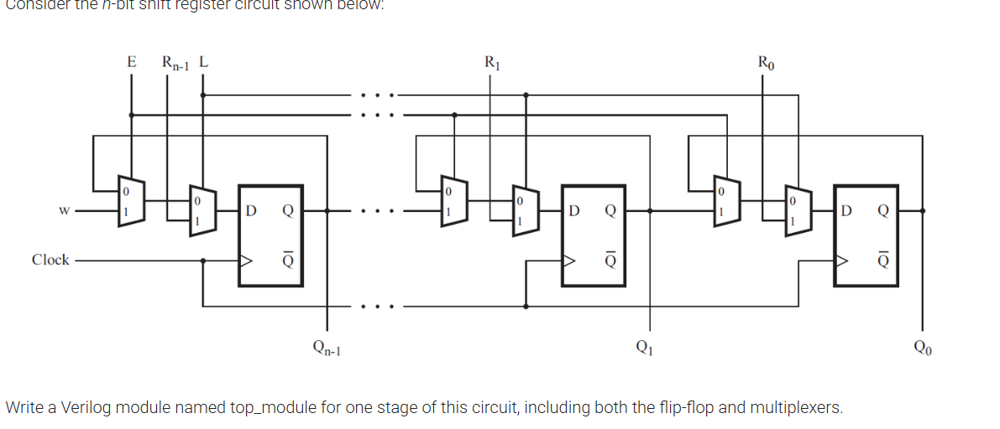 Consider the n-bit shift register circuit shown below:
E Rn-1 L R1 R0
0 0 0 0 0 0
w 1 1 D Q 1 1 D Q 1 1 D Q
Clock Q Q Q
Qn-1 Q1 Q0
Write a Verilog module named top_module for one stage of this circuit, including both the flip-flop and multiplexers.